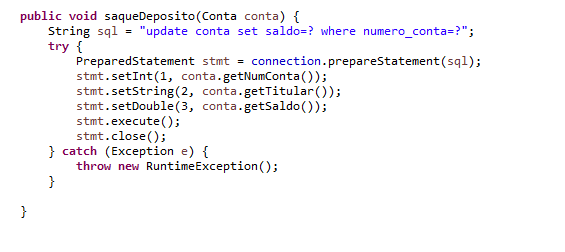 public void saqueDeposito(Conta conta) {
String sql = "update conta set saldo=? where numero_conta=?";
try {
PreparedStatement stmt = connection.prepareStatement(sql);
stmt.setInt(1, conta.getNumConta());
stmt.setString(2, conta.getTitular());
stmt.setDouble(3, conta.getSaldo());
stmt.execute();
stmt.close();
} catch (Exception e) {
throw new RuntimeException();
}
}